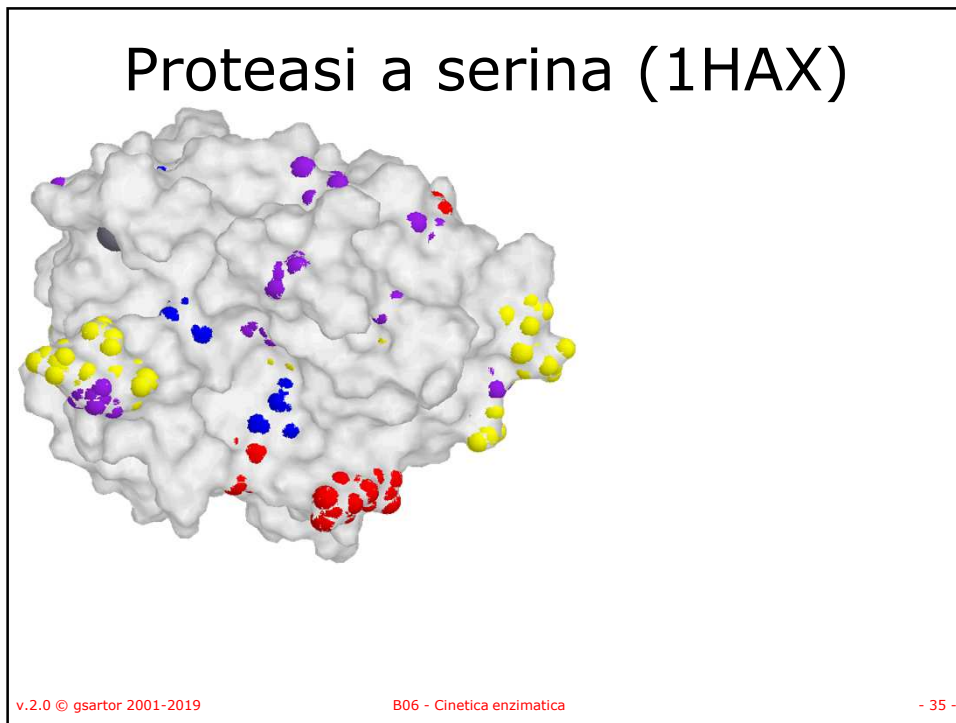 Proteasi a serina (1HAX)
v.2.0 © gsartor 2001-2019 B06 - Cinetica enzimatica - 35 -